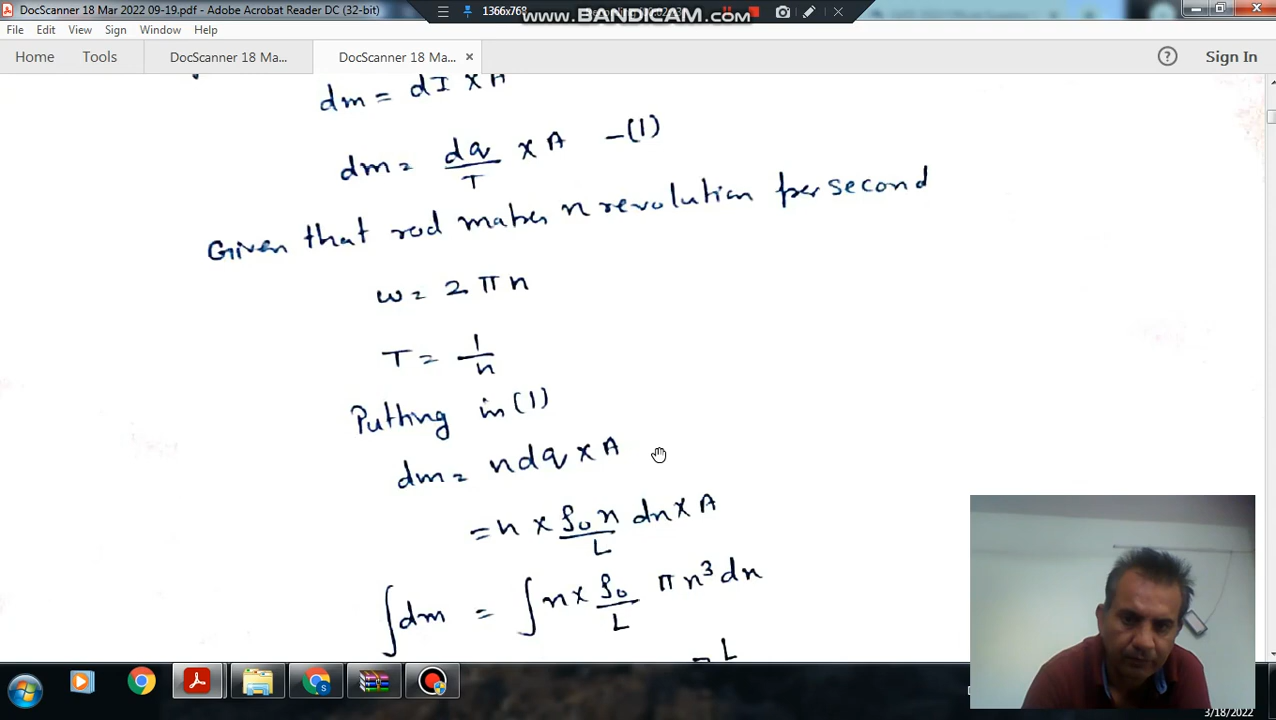 DocScanner 18 Mar 2022 09-19.pdf - Adobe Acrobat Reader DC (32-bit)
1366x768
www.BANDICAM.com
File Edit View Sign Window Help
Home Tools DocScanner 18 Ma... DocScanner 18 Ma... × Sign In
dm = dI × A
dm = dq/T × A -(1)
Given that rod makes n revolution per second
w = 2πn
T = 1/n
Putting in (1)
dm = n dq × A
= n × ρ₀x/L dx × A
∫dm = ∫n × ρ₀/L πx³dx
L
3/18/2022